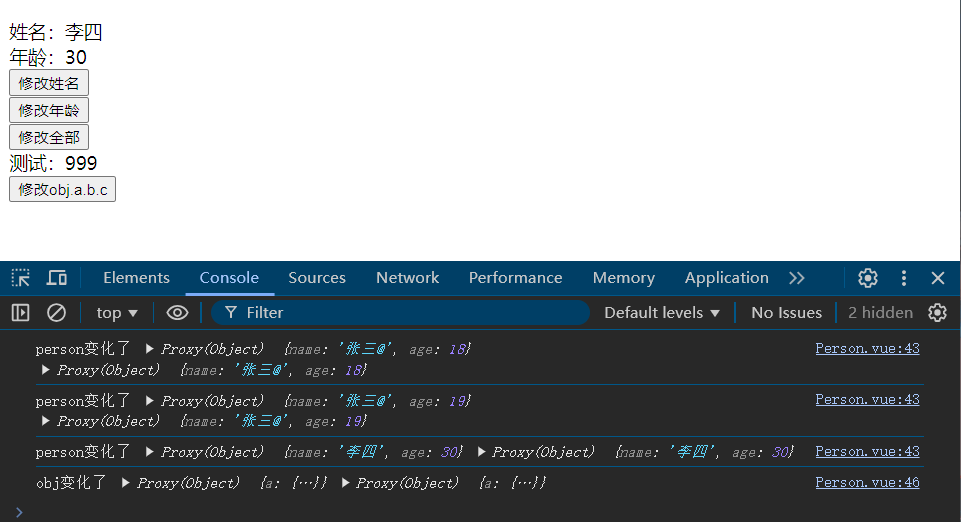 姓名：李四
年龄：30
修改姓名
修改年龄
修改全部
测试：999
修改obj.a.b.c
Elements Console Sources Network Performance Memory Application
top Filter Default levels No Issues 2 hidden
person变化了 Proxy(Object) {name: '张三@', age: 18} Person.vue:43
Proxy(Object) {name: '张三@', age: 18}
person变化了 Proxy(Object) {name: '张三@', age: 19} Person.vue:43
Proxy(Object) {name: '张三@', age: 19}
person变化了 Proxy(Object) {name: '李四', age: 30} Proxy(Object) {name: '李四', age: 30} Person.vue:43
obj变化了 Proxy(Object) {a: {…}} Proxy(Object) {a: {…}} Person.vue:46